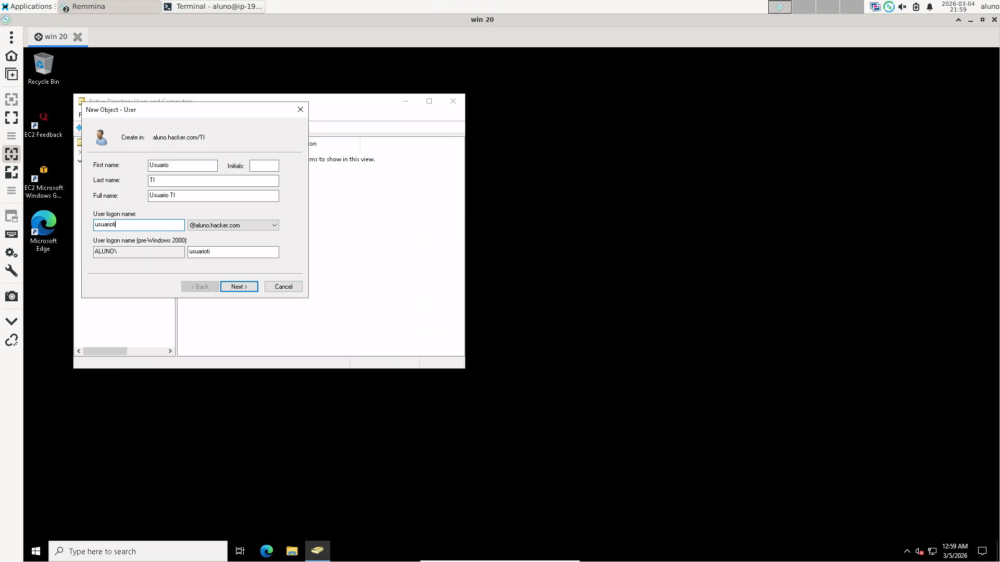 Applications
2
Remmina
Terminal - aluno@ip-19...
2026-03-04
21:59
aluno
win 20
win 20
Recycle Bin
EC2 Feedback
EC2 Microsoft
Windows G...
Microsoft
Edge
Active Directory Users and Computers
New Object - User
Create in:
aluno.hacker.com/TI
ion
ems to show in this view.
First name:
Usuario
Initials:
Last name:
TI
Full name:
Usuario TI
User logon name:
usuarioti
@aluno.hacker.com
User logon name (pre-Windows 2000):
ALUNO\
usuarioti
< Back
Next >
Cancel
Type here to search
12:59 AM
3/5/2026